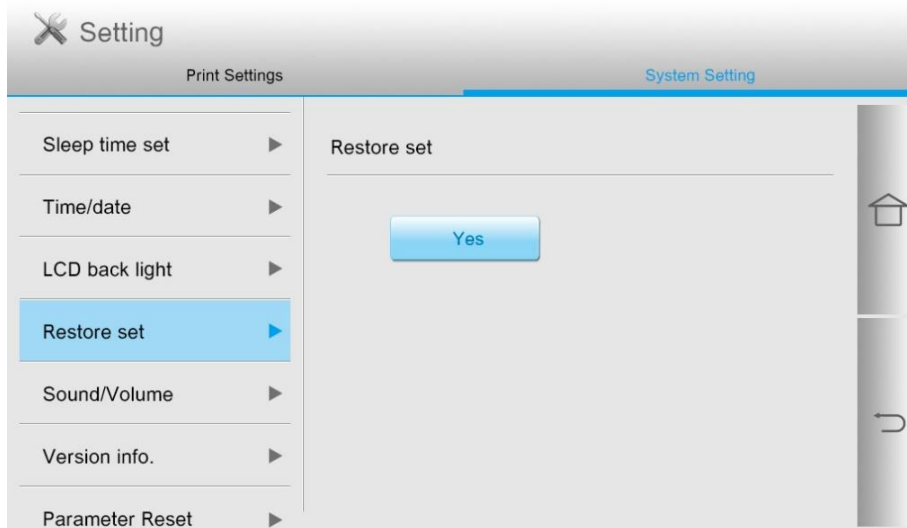 Setting
Print Settings
System Setting
Sleep time set
Time/date
LCD back light
Restore set
Sound/Volume
Version info.
Parameter Reset
Restore set
Yes